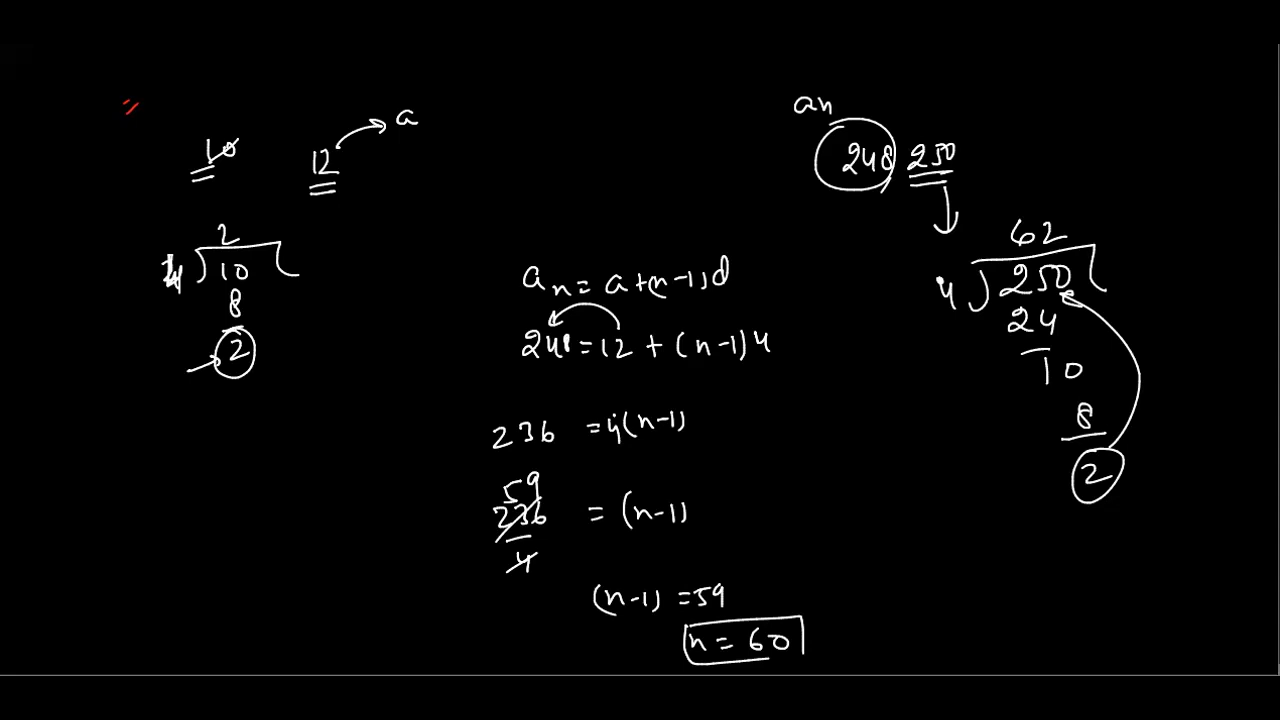 10 12 → a
2
4 ) 10
8
2
an
248 250
62
4 ) 250
24
10
8
2
an = a+(n-1)d
248 = 12 + (n-1)4
236 = 4(n-1)
59
236 = (n-1)
4
(n-1) = 59
n = 60